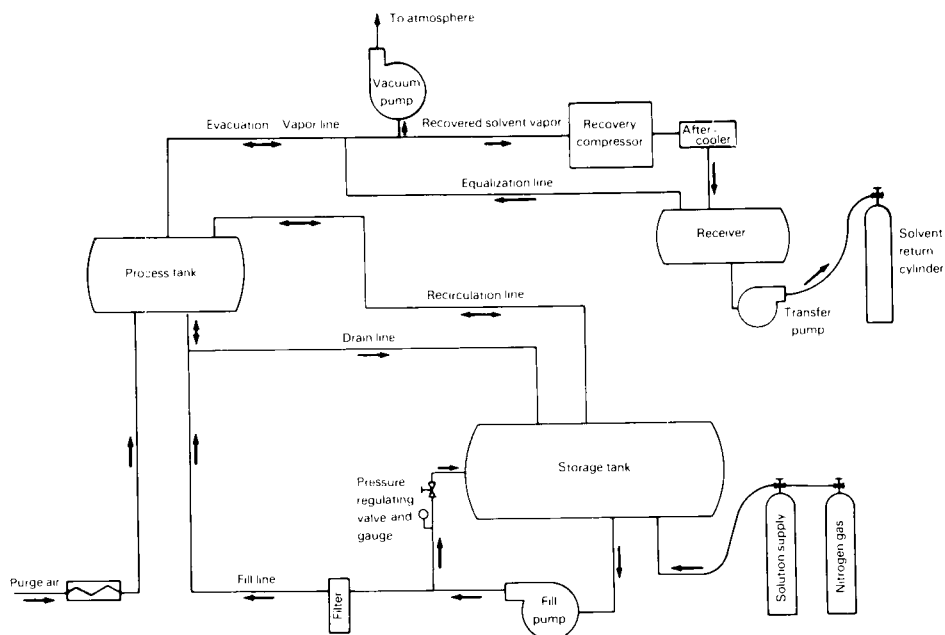 To atmosphere
Vacuum
pump
Evacuation
Vapor line
Recovered solvent vapor
Recovery
compressor
After-
cooler
Equalization line
Receiver
Solvent
return
cylinder
Process tank
Recirculation line
Transfer
pump
Drain line
Storage tank
Pressure
regulating
valve and
gauge
Solution supply
Nitrogen gas
Purge air
Fill line
Filter
Fill
pump